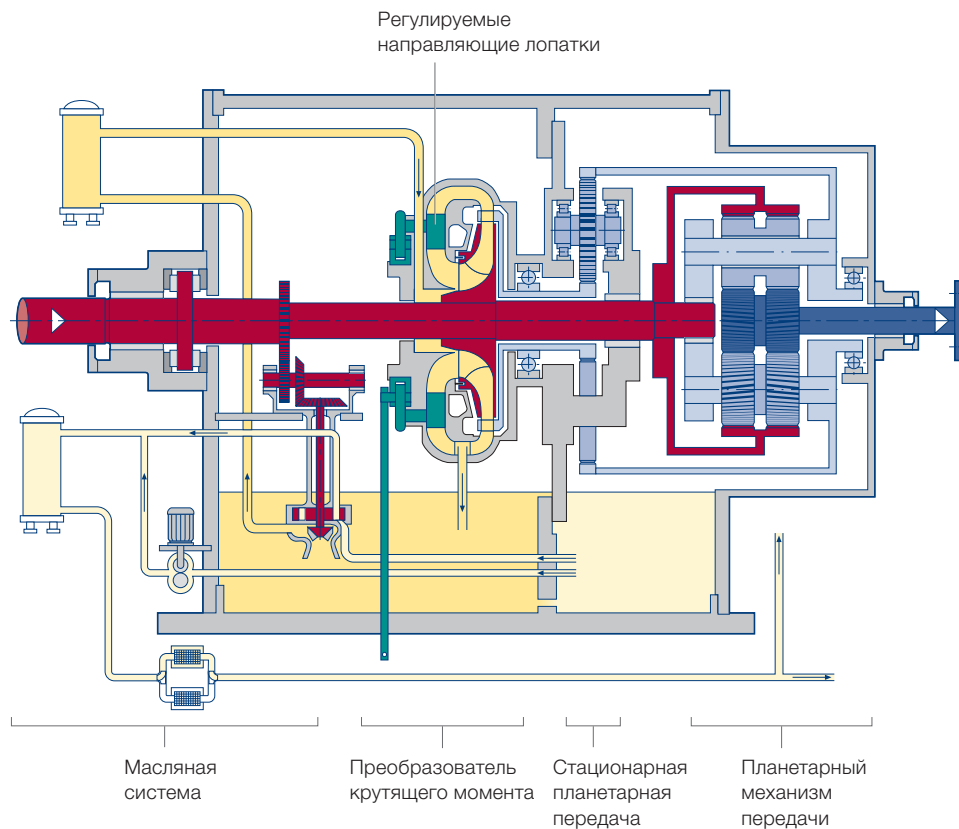 Регулируемые
направляющие лопатки
Масляная
система
Преобразователь
крутящего момента
Стационарная
планетарная
передача
Планетарный
механизм
передачи